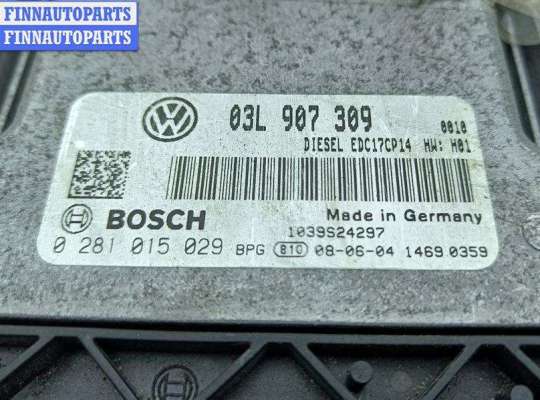 FINNAUTOPARTS
FINNAUTOPARTS
03L 907 309
0010
DIESEL EDC17CP14 HW: H01
BOSCH
Made in Germany
1039S24297
0 281 015 029 BPG 810 08-06-04 1469 0359